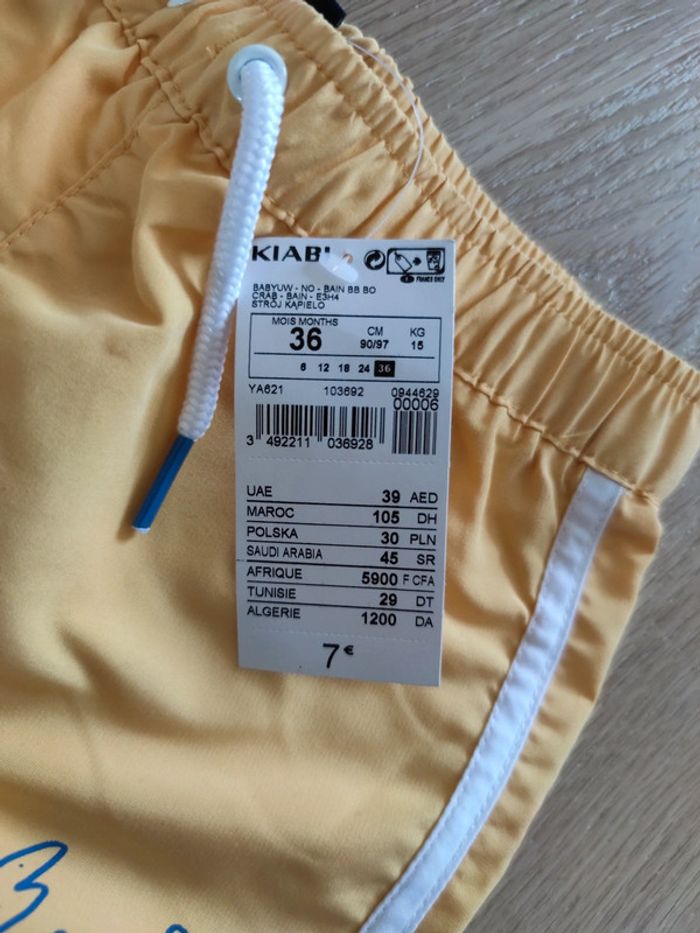 KIABI
FRANCE ONLY
BABYUW - NO - BAIN BB BO
CRAB - BAIN - E3H4
STRÓJ KĄPIELO
MOIS MONTHS CM KG
36 90/97 15
6 12 18 24 36
YA621 103692 0944629
00006
3 492211 036928
UAE 39 AED
MAROC 105 DH
POLSKA 30 PLN
SAUDI ARABIA 45 SR
AFRIQUE 5900 F CFA
TUNISIE 29 DT
ALGERIE 1200 DA
7€